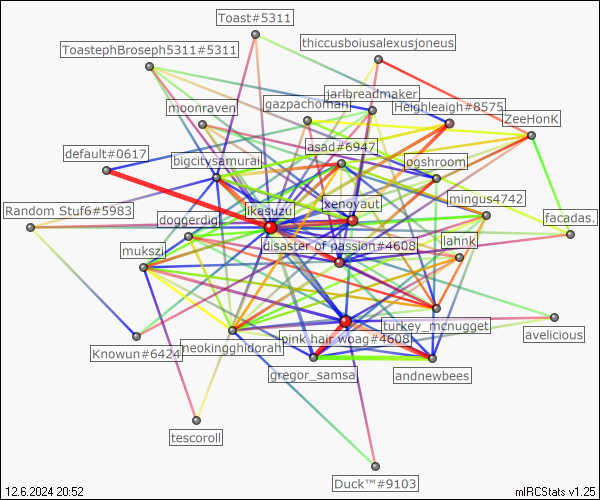 Toast#5311
thiccusboiusalexusjoneus
ToastephBroseph5311#5311
jarlbreadmaker
moonraven
gazpachoman
Heighleigh#8575
ZeeHonK
asad#6947
default#0617
bigcitysamurai
ogshroom
mingus4742
Random Stuf6#5983
ikasuzu
xenoyaut
doggerdig
facadas.
mukszi
disaster of passion#4608
lahnk
turkey_mcnugget
pink hair woag#4608
avelicious
Knowun#6424
neokingghidorah
gregor_samsa
andnewbees
tescoroll
Duck™#9103
12.6.2024 20:52
mIRCStats v1.25